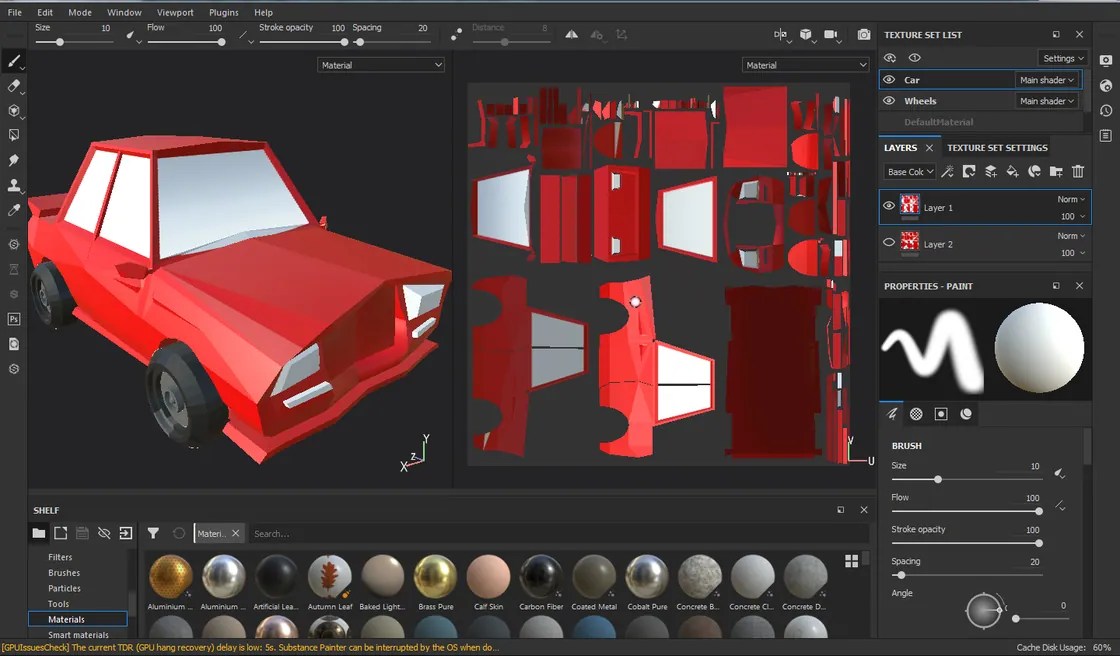 File Edit Mode Window Viewport Plugins Help
Size 10 Flow 100 Stroke opacity 100 Spacing 20 Distance 8
Material
Material
TEXTURE SET LIST
Settings
Car Main shader
Wheels Main shader
DefaultMaterial
LAYERS TEXTURE SET SETTINGS
Base Colo
Layer 1 Norm 100
Layer 2 Norm 100
PROPERTIES - PAINT
BRUSH
Size 10
Flow 100
Stroke opacity 100
Spacing 20
Angle 0
Y
Z
X
V
U
Ps
SHELF
Materi... Search...
Filters
Brushes
Particles
Tools
Materials
Smart materials
Aluminium ... Aluminium ... Artificial Lea... Autumn Leaf Baked Light... Brass Pure Calf Skin Carbon Fiber Coated Metal Cobalt Pure Concrete B... Concrete Cl... Concrete D...
[GPUIssuesCheck] The current TDR (GPU hang recovery) delay is low: 5s. Substance Painter can be interrupted by the OS when do...
Cache Disk Usage: 60%